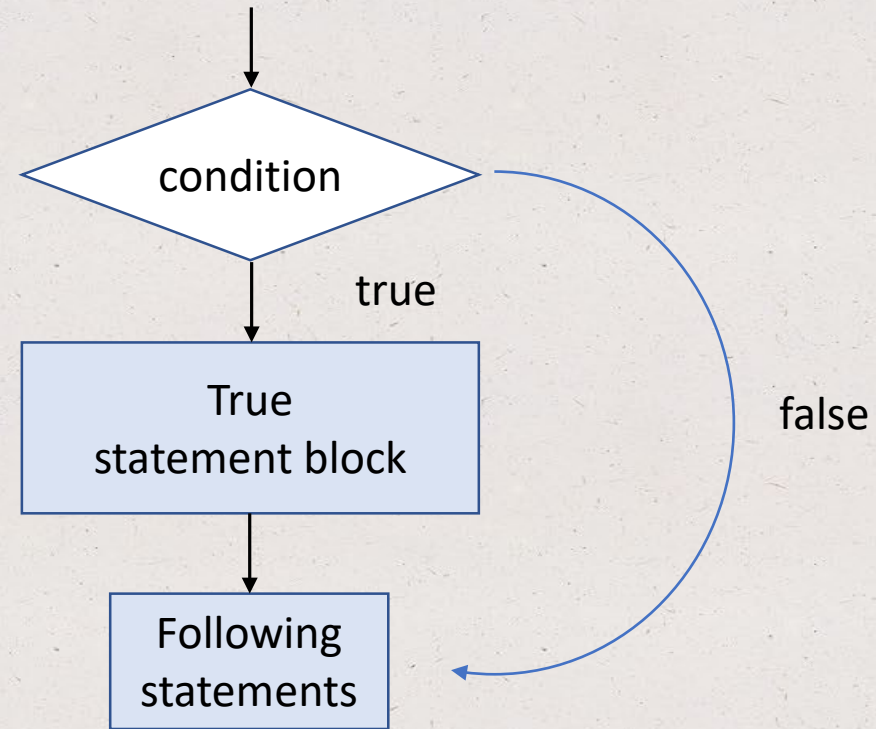 condition
true
True
statement block
false
Following
statements